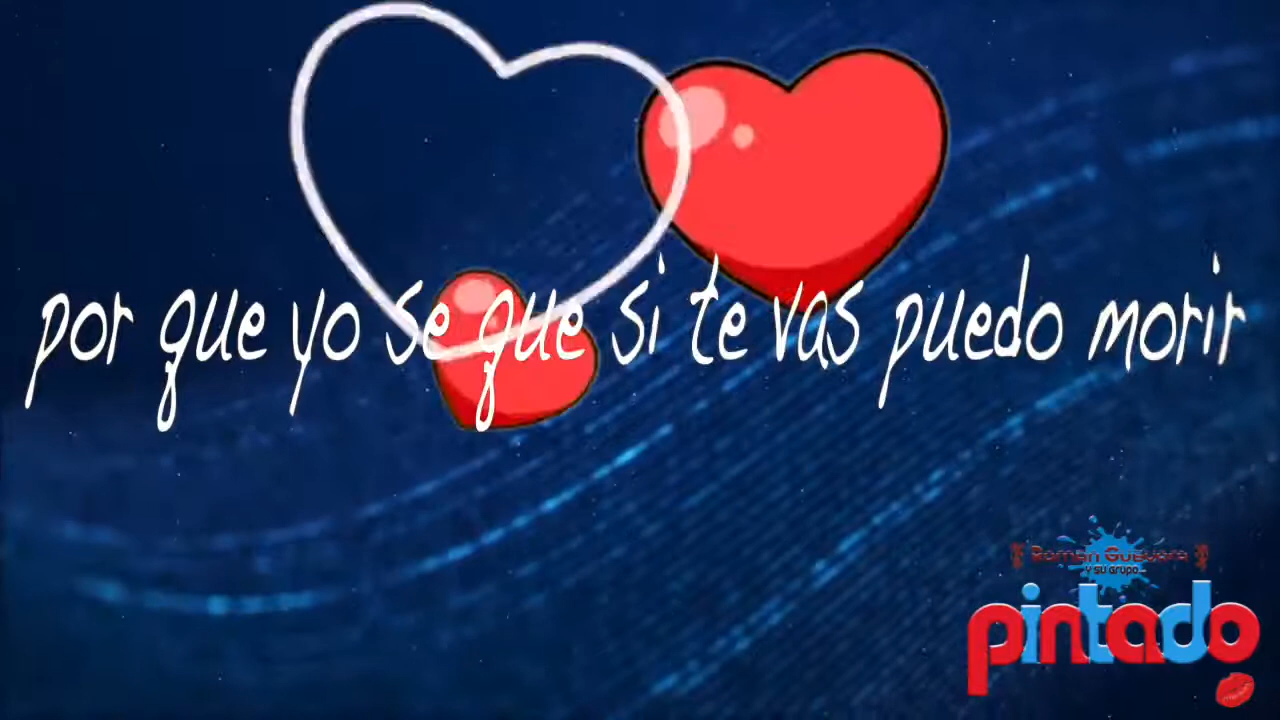 por que yo se que si te vas puedo morir
Roman Guevara
y su Grupo...
pintado